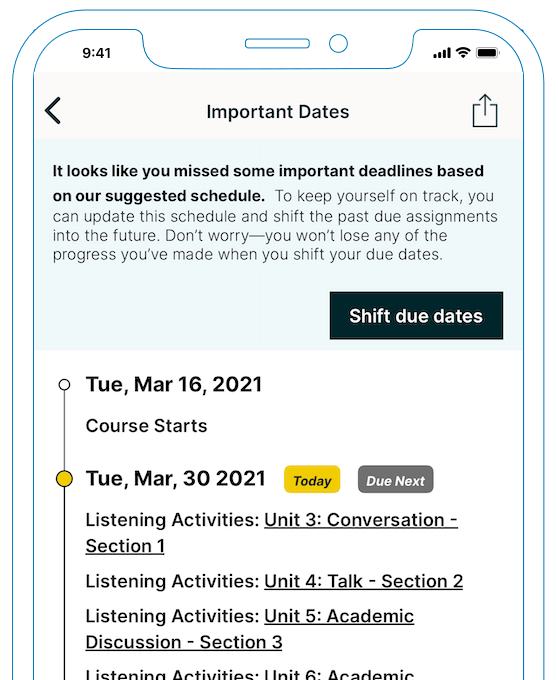 9:41
Important Dates
It looks like you missed some important deadlines based
on our suggested schedule. To keep yourself on track, you
can update this schedule and shift the past due assignments
into the future. Don’t worry—you won’t lose any of the
progress you’ve made when you shift your due dates.
Shift due dates
Tue, Mar 16, 2021
Course Starts
Tue, Mar, 30 2021 Today Due Next
Listening Activities: Unit 3: Conversation -
Section 1
Listening Activities: Unit 4: Talk - Section 2
Listening Activities: Unit 5: Academic
Discussion - Section 3
Listening Activities: Unit 6: Academic